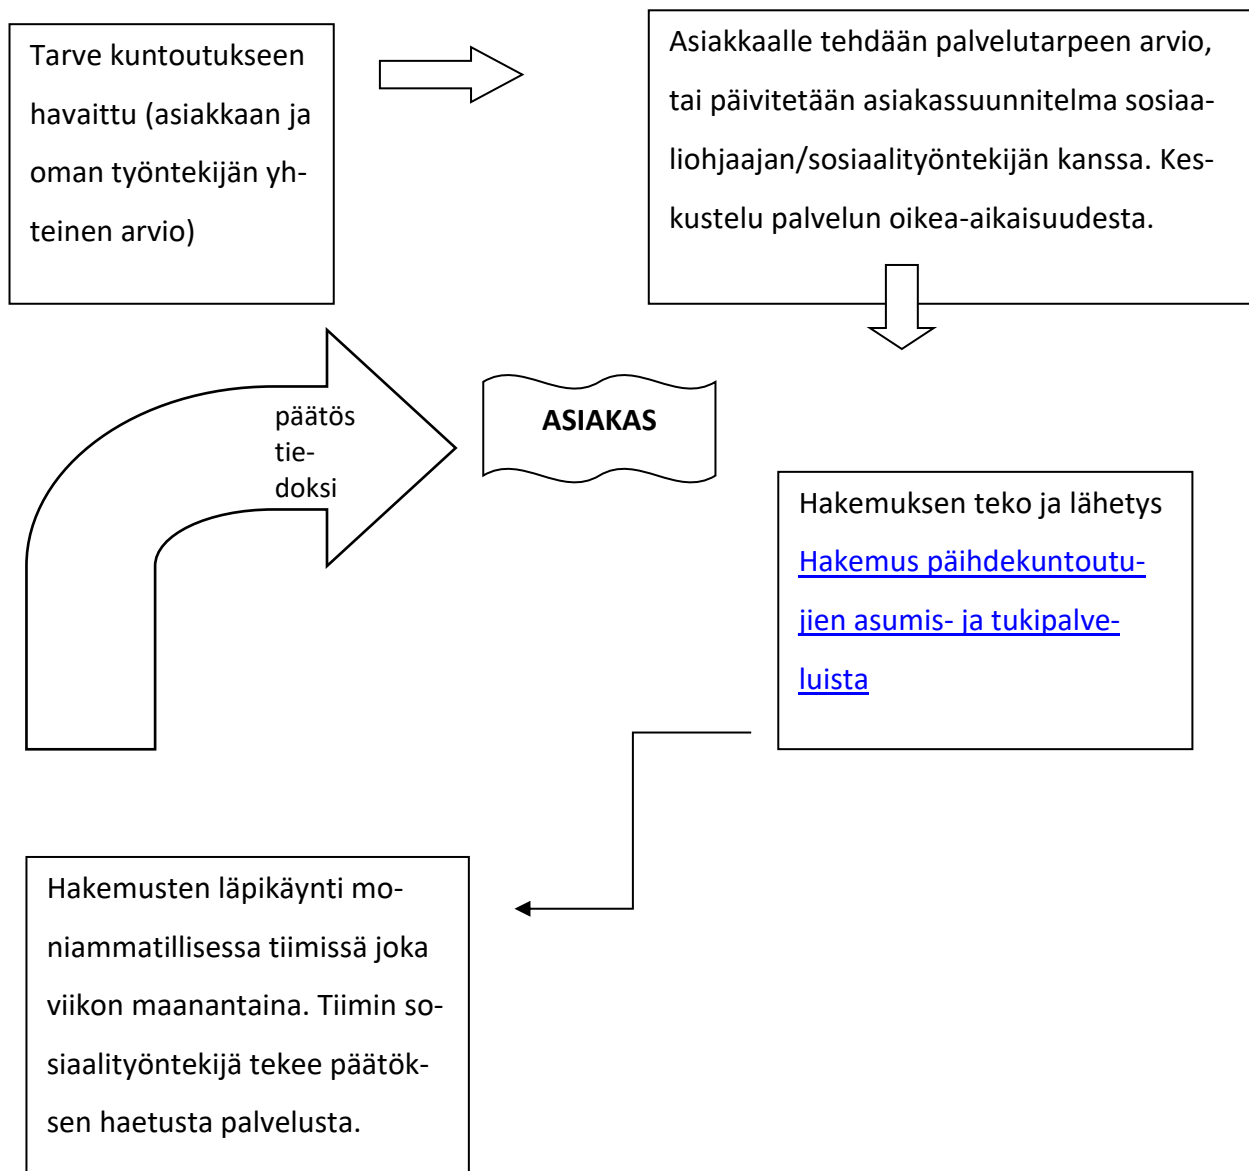 Tarve kuntoutukseen
havaittu (asiakkaan ja
oman työntekijän yh-
teinen arvio)
Asiakkaalle tehdään palvelutarpeen arvio,
tai päivitetään asiakassuunnitelma sosiaa-
liohjaajan/sosiaalityöntekijän kanssa. Kes-
kustelu palvelun oikea-aikaisuudesta.
päätös
tie-
doksi
ASIAKAS
Hakemuksen teko ja lähetys
Hakemus päihdekuntoutu-
jien asumis- ja tukipalve-
luista
Hakemusten läpikäynti mo-
niammatillisessa tiimissä joka
viikon maanantaina. Tiimin so-
siaalityöntekijä tekee päätök-
sen haetusta palvelusta.